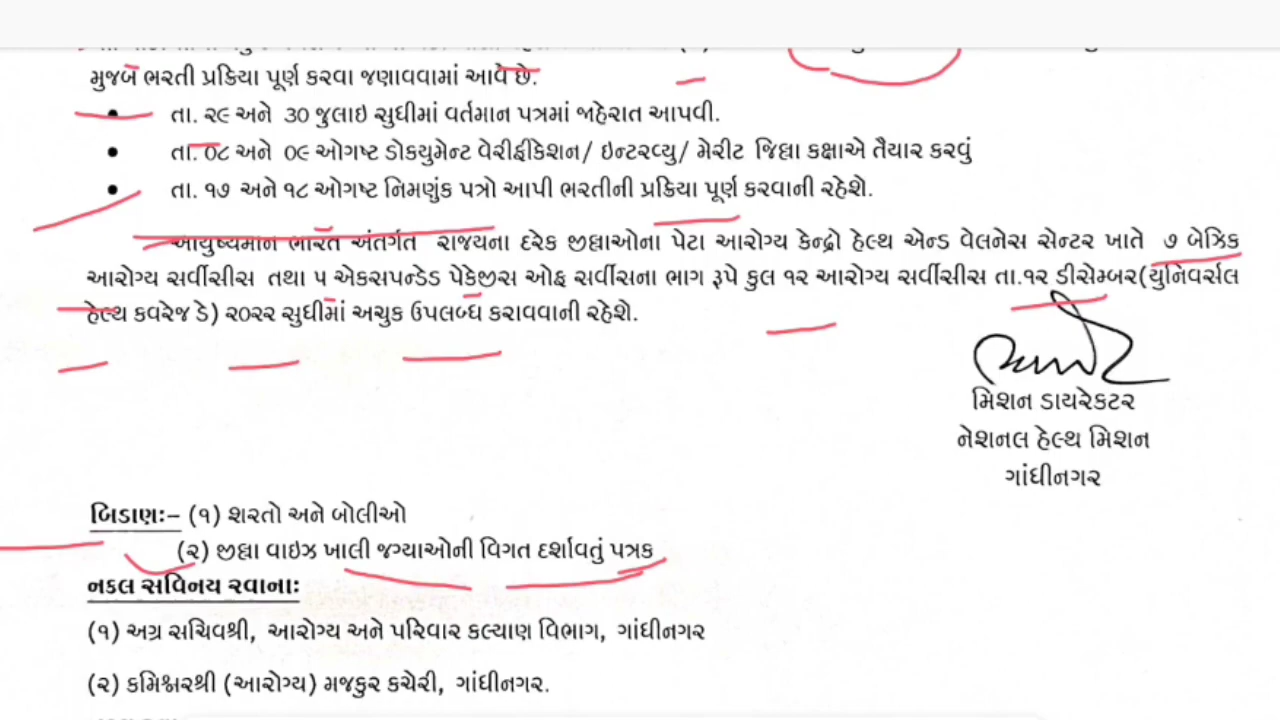 મુજબ ભરતી પ્રક્રિયા પૂર્ણ કરવા જણાવવામાં આવે છે.
• તા. ૨૯ અને 30 જુલાઇ સુધીમાં વર્તમાન પત્રમાં જાહેરાત આપવી.
• તા. ૦૮ અને ૦૯ ઓગષ્ટ ડોકયુમેન્ટ વેરીફીકેશન/ ઇન્ટરવ્યુ/ મેરીટ જિલ્લા કક્ષાએ તૈયાર કરવું
• તા. ૧૭ અને ૧૮ ઓગષ્ટ નિમણુંક પત્રો આપી ભરતીની પ્રક્રિયા પૂર્ણ કરવાની રહેશે.
આયુષ્યમાન ભારત અંતર્ગત રાજયના દરેક જીલ્લાઓના પેટા આરોગ્ય કેન્દ્રો હેલ્થ એન્ડ વેલનેસ સેન્ટર ખાતે ૭ બેઝિક
આરોગ્ય સર્વીસીસ તથા ૫ એકસપન્ડેડ પેકેજીસ ઓફ સર્વીસના ભાગ રૂપે કુલ ૧૨ આરોગ્ય સર્વીસીસ તા.૧૨ ડીસેમ્બર(યુનિવર્સલ
હેલ્થ કવરેજ ડે) ૨૦૨૨ સુધીમાં અચુક ઉપલબ્ધ કરાવવાની રહેશે.
મિશન ડાયરેકટર
નેશનલ હેલ્થ મિશન
ગાંધીનગર
બિડાણઃ- (૧) શરતો અને બોલીઓ
(૨) જીલ્લા વાઇઝ ખાલી જગ્યાઓની વિગત દર્શાવતું પત્રક
નકલ સવિનય રવાનાઃ
(૧) અગ્ર સચિવશ્રી, આરોગ્ય અને પરિવાર કલ્યાણ વિભાગ, ગાંધીનગર
(૨) કમિશ્નરશ્રી (આરોગ્ય) મજકુર કચેરી, ગાંધીનગર.